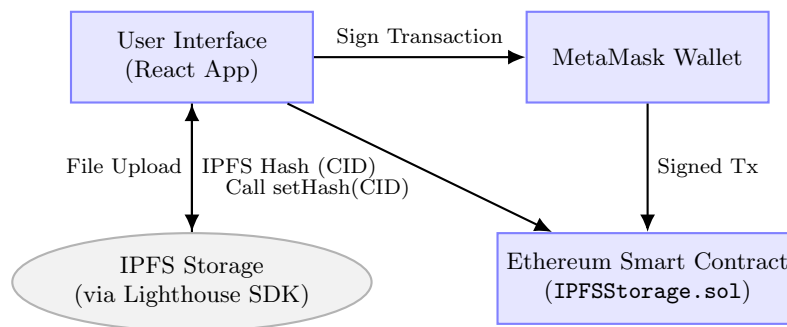 User Interface
(React App)
Sign Transaction
MetaMask Wallet
File Upload
IPFS Hash (CID)
Call setHash(CID)
Signed Tx
IPFS Storage
(via Lighthouse SDK)
Ethereum Smart Contract
(IPFSStorage.sol)